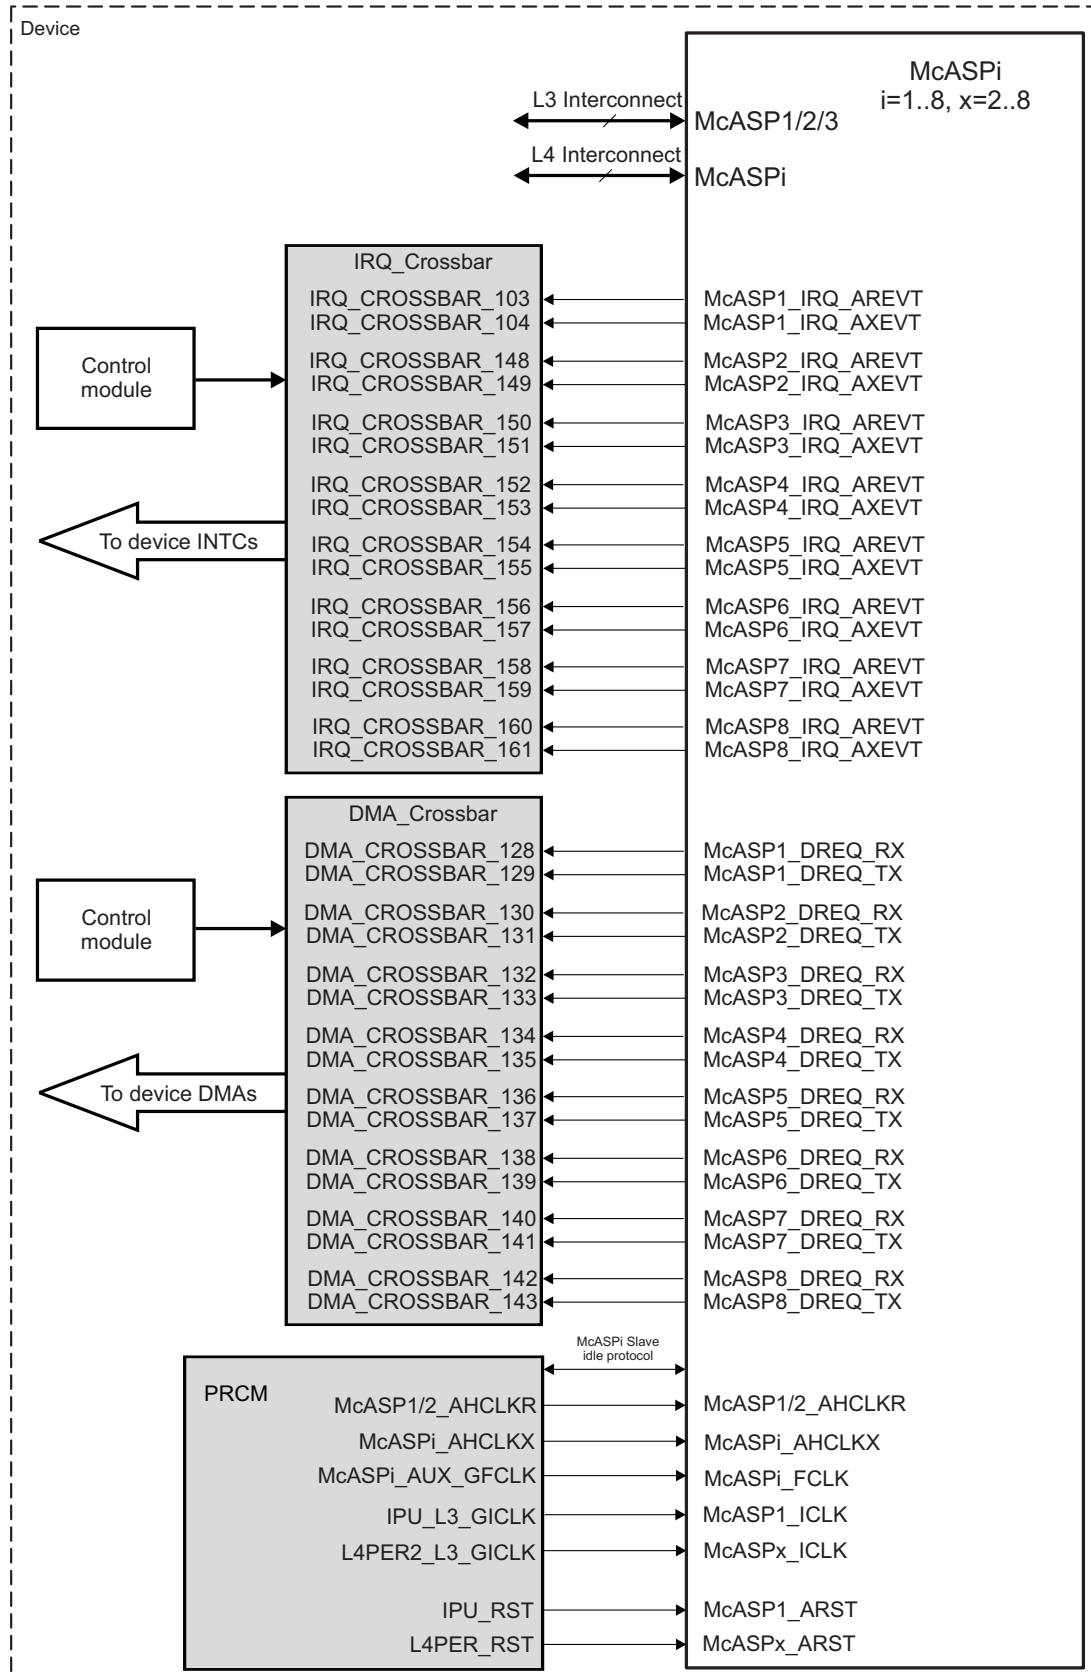 Device
McASPi
i=1..8, x=2..8
L3 Interconnect
McASP1/2/3
L4 Interconnect
McASPi
IRQ_Crossbar
IRQ_CROSSBAR_103 McASP1_IRQ_AREVT
IRQ_CROSSBAR_104 McASP1_IRQ_AXEVT
IRQ_CROSSBAR_148 McASP2_IRQ_AREVT
IRQ_CROSSBAR_149 McASP2_IRQ_AXEVT
Control
module
IRQ_CROSSBAR_150 McASP3_IRQ_AREVT
IRQ_CROSSBAR_151 McASP3_IRQ_AXEVT
IRQ_CROSSBAR_152 McASP4_IRQ_AREVT
IRQ_CROSSBAR_153 McASP4_IRQ_AXEVT
To device INTCs
IRQ_CROSSBAR_154 McASP5_IRQ_AREVT
IRQ_CROSSBAR_155 McASP5_IRQ_AXEVT
IRQ_CROSSBAR_156 McASP6_IRQ_AREVT
IRQ_CROSSBAR_157 McASP6_IRQ_AXEVT
IRQ_CROSSBAR_158 McASP7_IRQ_AREVT
IRQ_CROSSBAR_159 McASP7_IRQ_AXEVT
IRQ_CROSSBAR_160 McASP8_IRQ_AREVT
IRQ_CROSSBAR_161 McASP8_IRQ_AXEVT
DMA_Crossbar
DMA_CROSSBAR_128 McASP1_DREQ_RX
DMA_CROSSBAR_129 McASP1_DREQ_TX
Control
module
DMA_CROSSBAR_130 McASP2_DREQ_RX
DMA_CROSSBAR_131 McASP2_DREQ_TX
DMA_CROSSBAR_132 McASP3_DREQ_RX
DMA_CROSSBAR_133 McASP3_DREQ_TX
DMA_CROSSBAR_134 McASP4_DREQ_RX
DMA_CROSSBAR_135 McASP4_DREQ_TX
To device DMAs
DMA_CROSSBAR_136 McASP5_DREQ_RX
DMA_CROSSBAR_137 McASP5_DREQ_TX
DMA_CROSSBAR_138 McASP6_DREQ_RX
DMA_CROSSBAR_139 McASP6_DREQ_TX
DMA_CROSSBAR_140 McASP7_DREQ_RX
DMA_CROSSBAR_141 McASP7_DREQ_TX
DMA_CROSSBAR_142 McASP8_DREQ_RX
DMA_CROSSBAR_143 McASP8_DREQ_TX
McASPi Slave
idle protocol
PRCM
McASP1/2_AHCLKR McASP1/2_AHCLKR
McASPi_AHCLKX McASPi_AHCLKX
McASPi_AUX_GFCLK McASPi_FCLK
IPU_L3_GICLK McASP1_ICLK
L4PER2_L3_GICLK McASPx_ICLK
IPU_RST McASP1_ARST
L4PER_RST McASPx_ARST